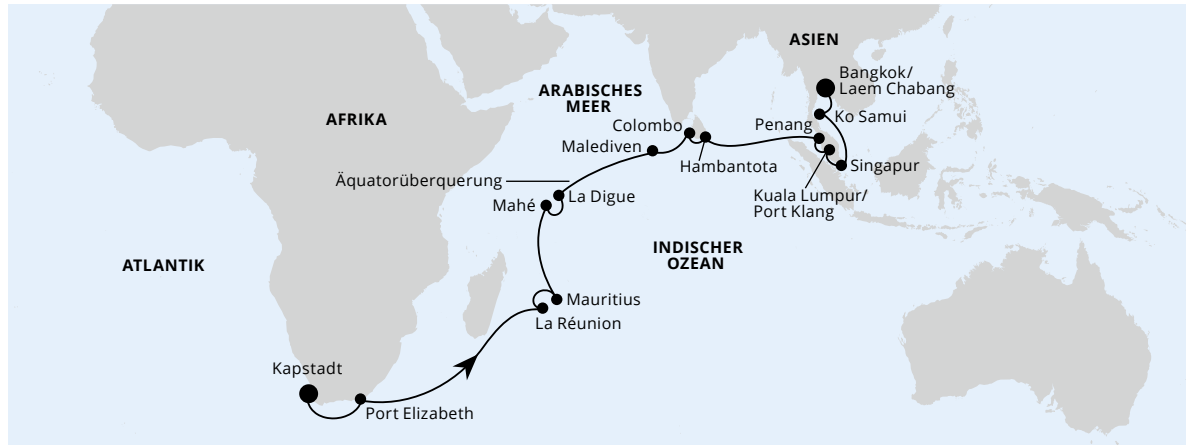 ASIEN
Bangkok/
Laem Chabang
ARABISCHES
MEER
AFRIKA
Ko Samui
Colombo
Penang
Malediven
Hambantota
Singapur
Äquatorüberquerung
Kuala Lumpur/
Port Klang
La Digue
Mahé
INDISCHER
OZEAN
ATLANTIK
Mauritius
La Réunion
Kapstadt
Port Elizabeth